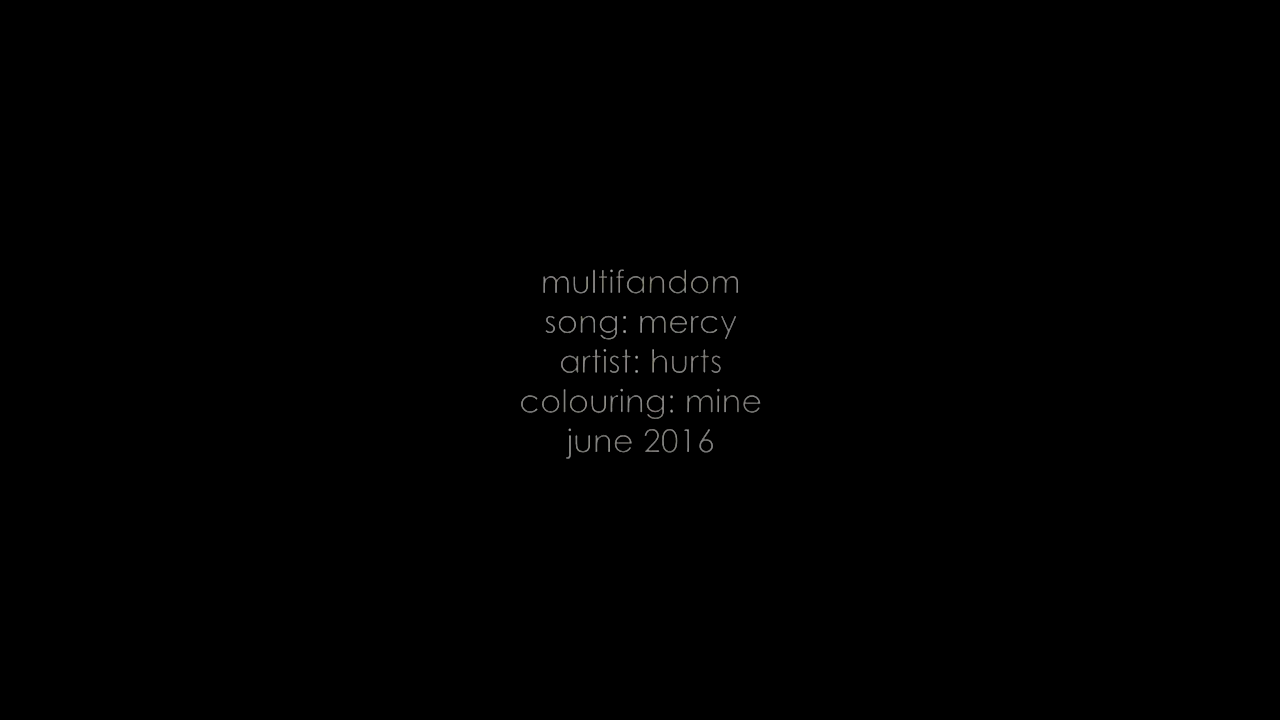 multifandom
song: mercy
artist: hurts
colouring: mine
june 2016